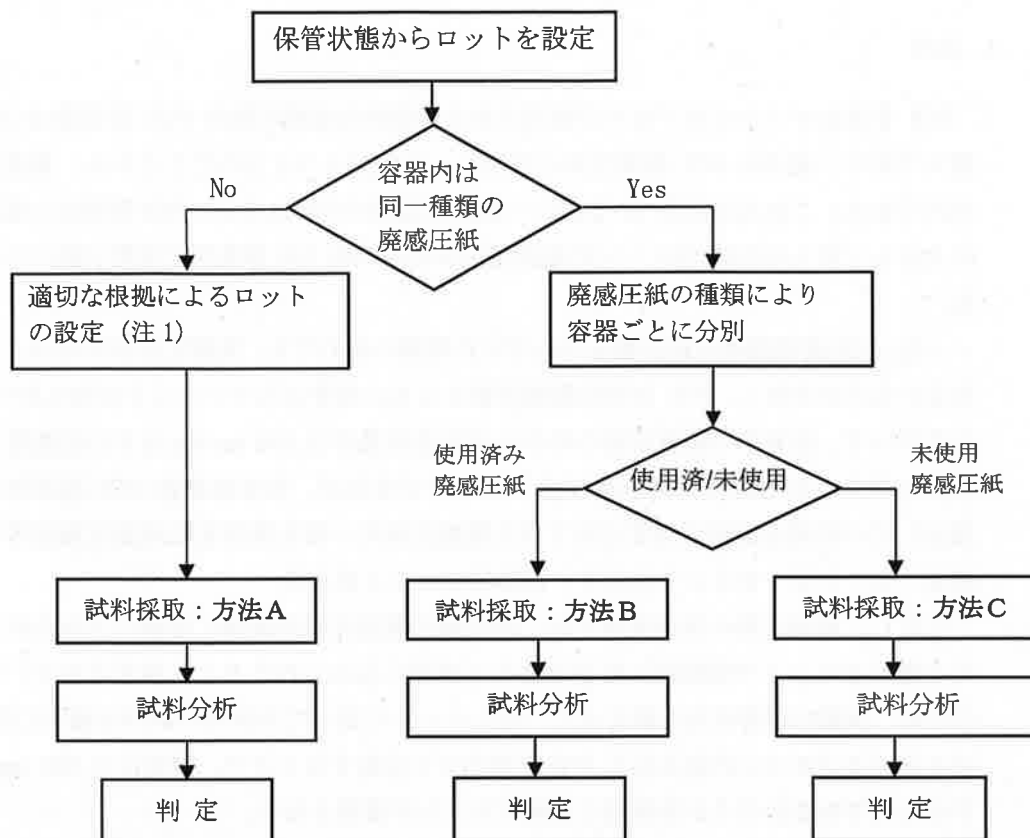 保管状態からロットを設定
容器内は
同一種類の
廃感圧紙
No
Yes
適切な根拠によるロット
の設定（注1）
廃感圧紙の種類により
容器ごとに分別
使用済み
廃感圧紙
使用済/未使用
未使用
廃感圧紙
試料採取：方法A
試料採取：方法B
試料採取：方法C
試料分析
試料分析
試料分析
判 定
判 定
判 定